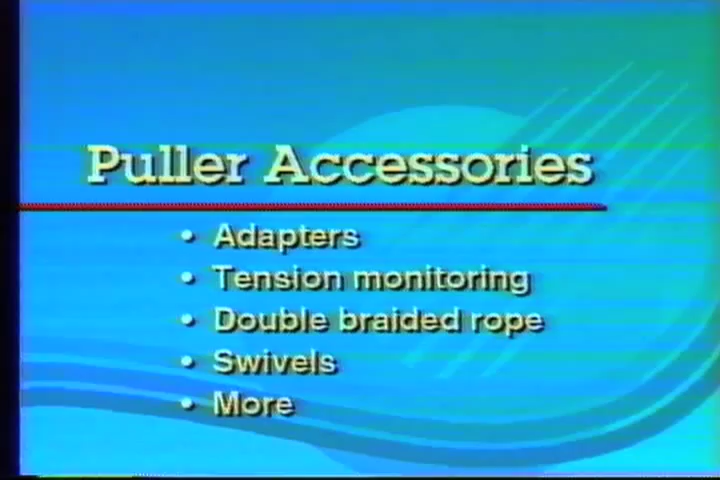 Puller Accessories
• Adapters
• Tension monitoring
• Double braided rope
• Swivels
• More